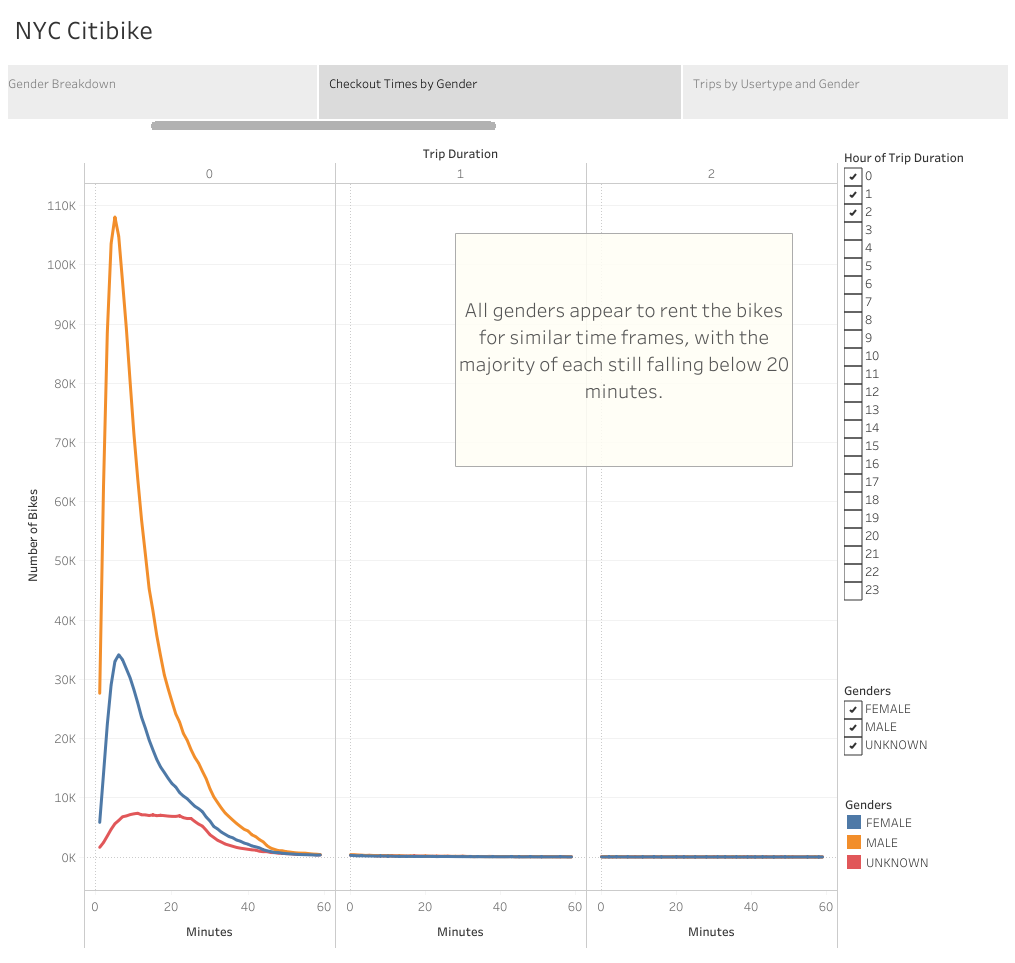 NYC Citibike
Gender Breakdown
Checkout Times by Gender
Trips by Usertype and Gender
Trip Duration
0
1
2
110K
100K
90K
80K
70K
60K
50K
40K
30K
20K
10K
0K
Number of Bikes
All genders appear to rent the bikes
for similar time frames, with the
majority of each still falling below 20
minutes.
0 20 40 60
0 20 40 60
0 20 40 60
Minutes
Minutes
Minutes
Hour of Trip Duration
0
1
2
3
4
5
6
7
8
9
10
11
12
13
14
15
16
17
18
19
20
21
22
23
Genders
FEMALE
MALE
UNKNOWN
Genders
FEMALE
MALE
UNKNOWN